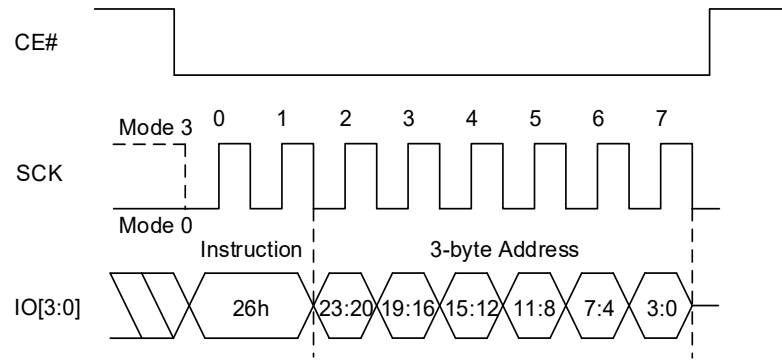 CE#
Mode 3 0 1 2 3 4 5 6 7
SCK
Mode 0
Instruction 3-byte Address
IO[3:0] 26h 23:20 19:16 15:12 11:8 7:4 3:0